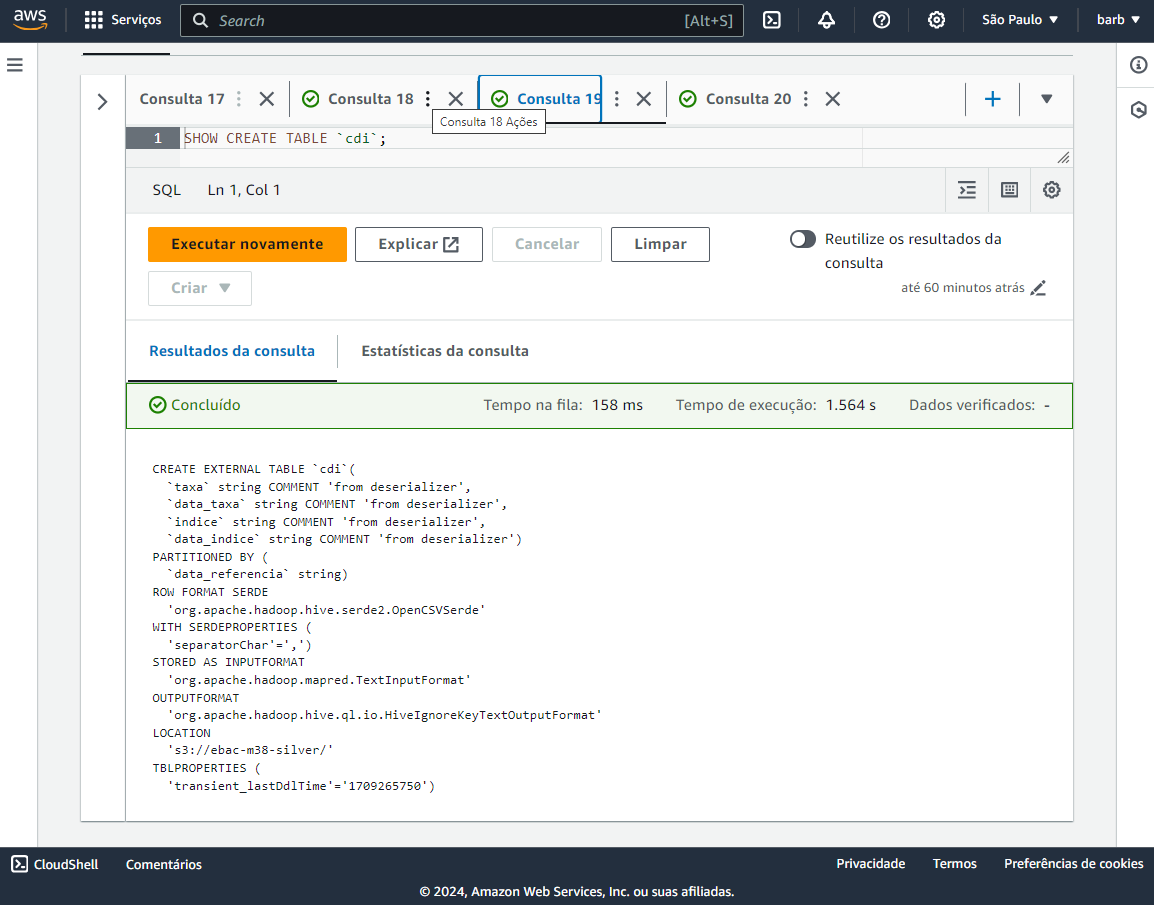 aws
Serviços
Search [Alt+S]
São Paulo
barb
Consulta 17
Consulta 18
Consulta 19
Consulta 20
Consulta 18 Ações
1 SHOW CREATE TABLE `cdi`;
SQL Ln 1, Col 1
Executar novamente
Explicar
Cancelar
Limpar
Reutilize os resultados da
consulta
Criar
até 60 minutos atrás
Resultados da consulta
Estatísticas da consulta
Concluído
Tempo na fila: 158 ms
Tempo de execução: 1.564 s
Dados verificados: -
CREATE EXTERNAL TABLE `cdi`(
`taxa` string COMMENT 'from deserializer',
`data_taxa` string COMMENT 'from deserializer',
`indice` string COMMENT 'from deserializer',
`data_indice` string COMMENT 'from deserializer')
PARTITIONED BY (
`data_referencia` string)
ROW FORMAT SERDE
'org.apache.hadoop.hive.serde2.OpenCSVSerde'
WITH SERDEPROPERTIES (
'separatorChar'=',')
STORED AS INPUTFORMAT
'org.apache.hadoop.mapred.TextInputFormat'
OUTPUTFORMAT
'org.apache.hadoop.hive.ql.io.HiveIgnoreKeyTextOutputFormat'
LOCATION
's3://ebac-m38-silver/'
TBLPROPERTIES (
'transient_lastDdlTime'='1709265750')
CloudShell
Comentários
Privacidade
Termos
Preferências de cookies
© 2024, Amazon Web Services, Inc. ou suas afiliadas.